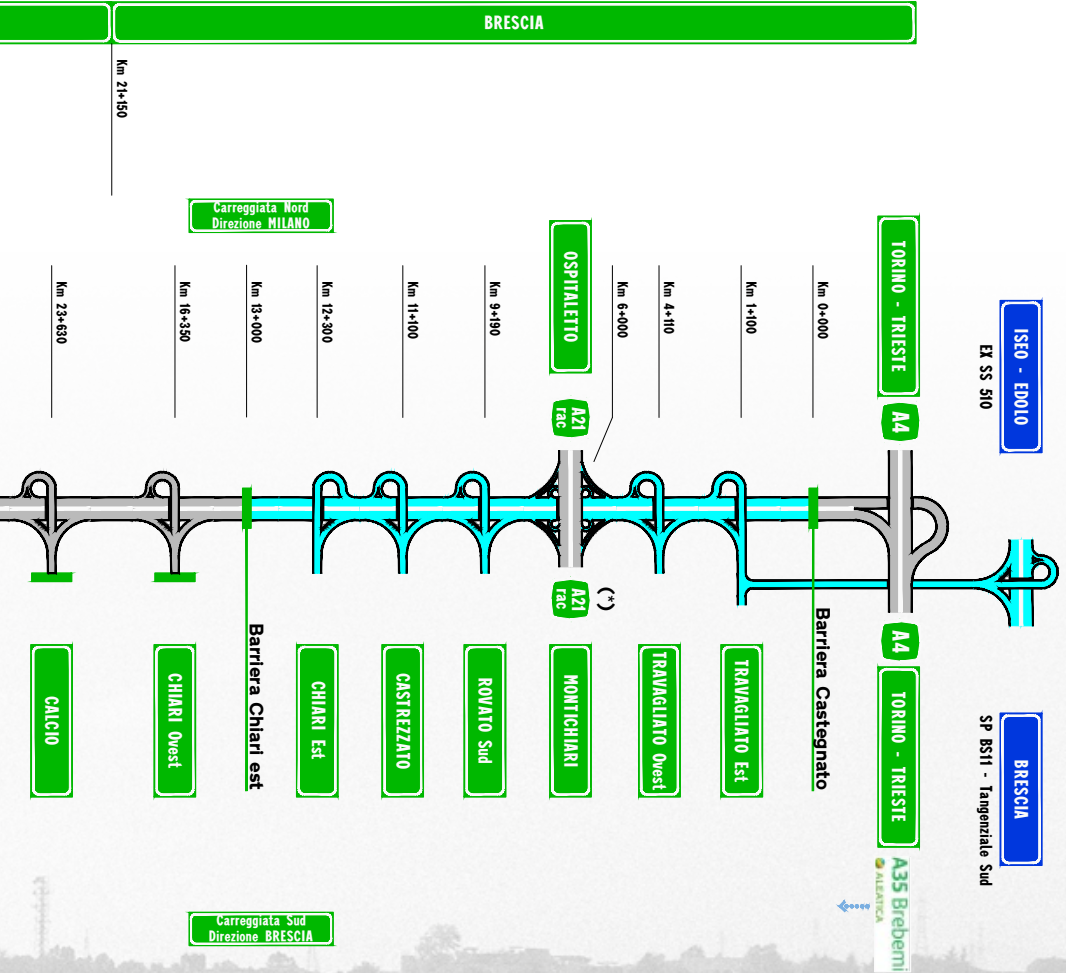 BRESCIA
Km 21+150
Carreggiata Nord
Direzione MILANO
Km 23+630
Km 16+350
Km 13+000
Km 12+300
Km 11+100
Km 9+190
OSPITALETTO
Km 6+000
Km 4+110
Km 1+100
Km 0+000
TORINO - TRIESTE
ISEO - EDOLO
EX SS 510
A21
rac
A4
A21
rac
(*)
A4
CALCIO
CHIARI Ovest
Barriera Chiari est
CHIARI Est
CASTREZZATO
ROVATO Sud
MONTICHIARI
TRAVAGLIATO Ovest
TRAVAGLIATO Est
Barriera Castegnato
TORINO - TRIESTE
BRESCIA
SP BS11 - Tangenziale Sud
Carreggiata Sud
Direzione BRESCIA
A35 Brebemi
ALEATICA